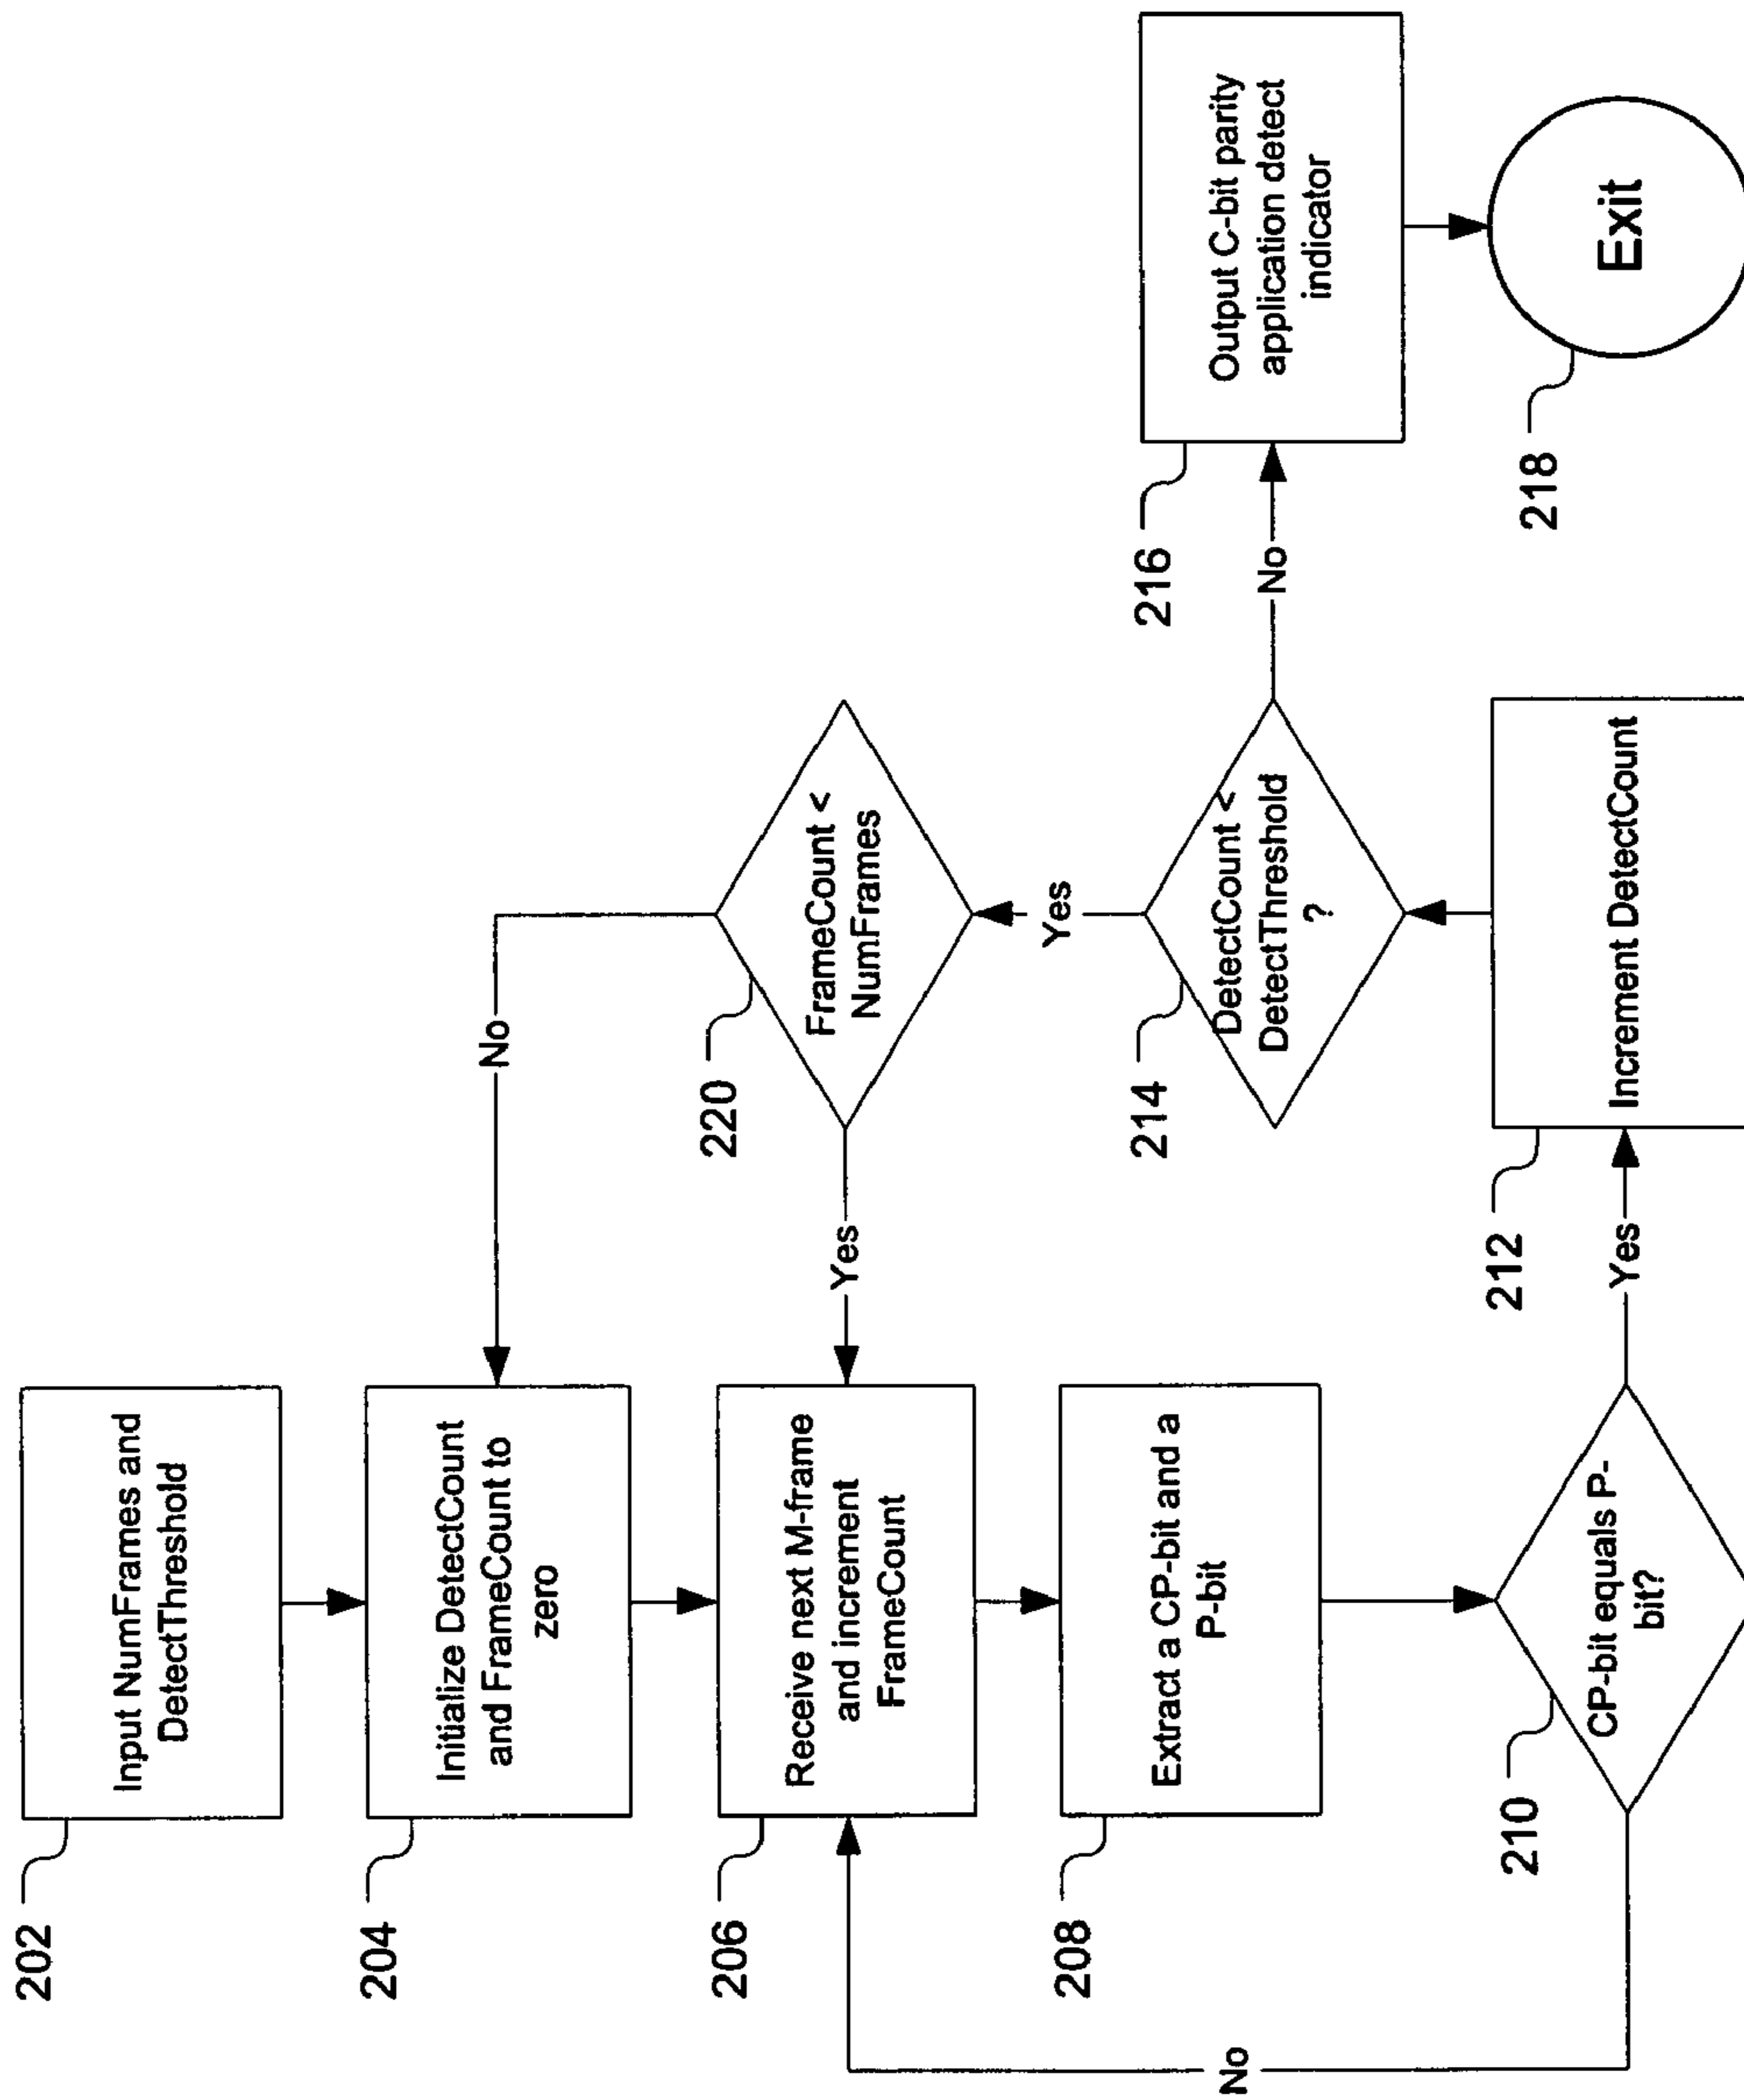 202
Input NumFrames and
DetectThreshold
204
Initialize DetectCount
and FrameCount to
zero
No
206
Receive next M-frame
and increment
FrameCount
Yes
220
FrameCount <
NumFrames
208
Extract a CP-bit and a
P-bit
Yes
214
DetectCount <
DetectThreshold
?
No
216
Output C-bit parity
application detect
indicator
No
210
CP-bit equals P-
bit?
Yes
212
Increment DetectCount
218
Exit